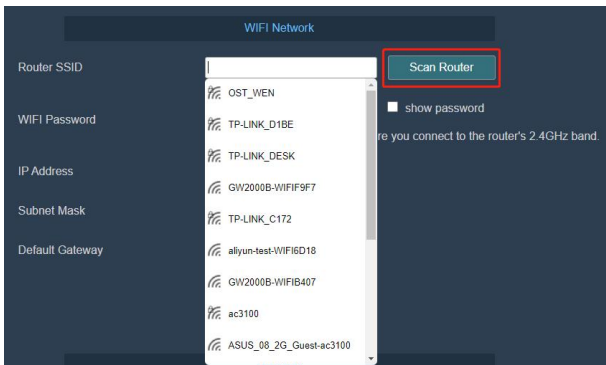 WIFI Network
Router SSID
Scan Router
OST_WEN
show password
WIFI Password
TP-LINK_D1BE
re you connect to the router's 2.4GHz band.
TP-LINK_DESK
IP Address
GW2000B-WIFIF9F7
Subnet Mask
TP-LINK_C172
Default Gateway
aliyun-test-WIFI6D18
GW2000B-WIFIB407
ac3100
ASUS_08_2G_Guest-ac3100